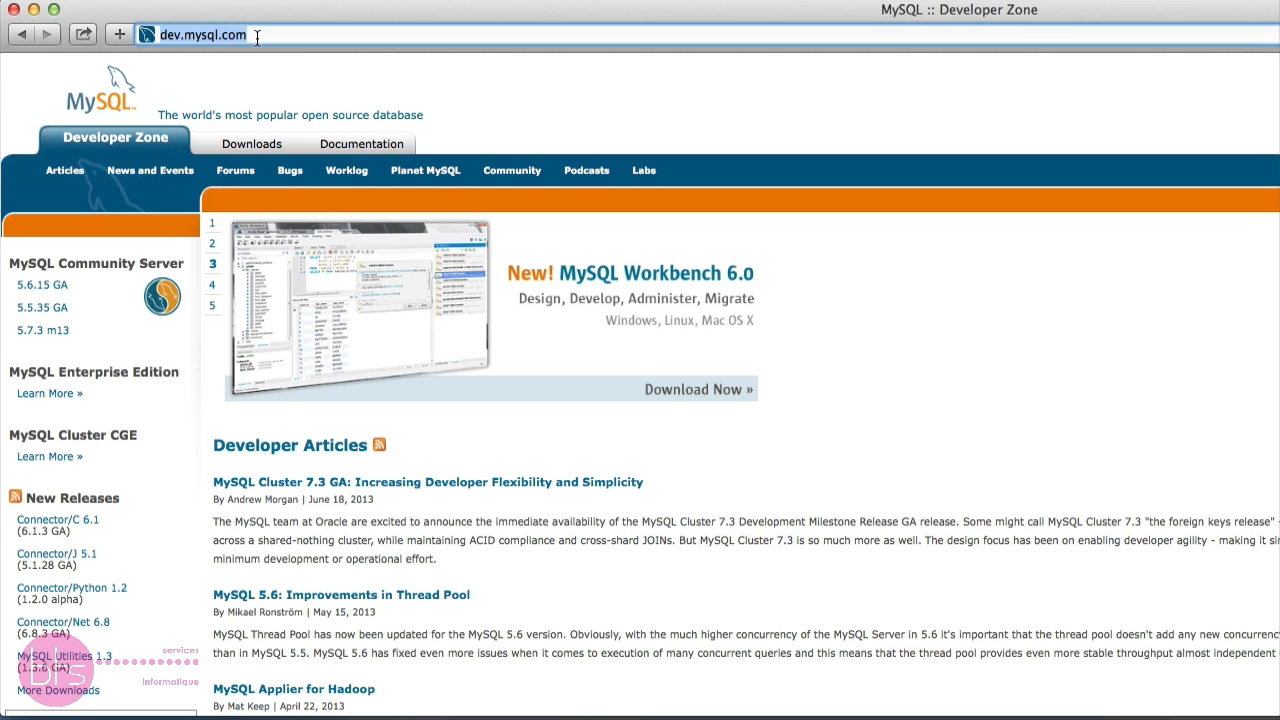 MySQL :: Developer Zone
dev.mysql.com
MySQL
The world's most popular open source database
Developer Zone
Downloads
Documentation
Articles
News and Events
Forums
Bugs
Worklog
Planet MySQL
Community
Podcasts
Labs
MySQL Community Server
5.6.15 GA
5.5.35 GA
5.7.3 m13
MySQL Enterprise Edition
Learn More »
MySQL Cluster CGE
Learn More »
New Releases
Connector/C 6.1
(6.1.3 GA)
Connector/J 5.1
(5.1.28 GA)
Connector/Python 1.2
(1.2.0 alpha)
Connector/Net 6.8
(6.8.3 GA)
MySQL Utilities 1.3
(1.3.6 GA)
More Downloads
services
informatique
1
2
3
4
5
New! MySQL Workbench 6.0
Design, Develop, Administer, Migrate
Windows, Linux, Mac OS X
Download Now »
Developer Articles
MySQL Cluster 7.3 GA: Increasing Developer Flexibility and Simplicity
By Andrew Morgan | June 18, 2013
The MySQL team at Oracle are excited to announce the immediate availability of the MySQL Cluster 7.3 Development Milestone Release GA release. Some might call MySQL Cluster 7.3 "the foreign keys release"
across a shared-nothing cluster, while maintaining ACID compliance and cross-shard JOINs. But MySQL Cluster 7.3 is so much more as well. The design focus has been on enabling developer agility - making it
minimum development or operational effort.
MySQL 5.6: Improvements in Thread Pool
By Mikael Ronström | May 15, 2013
MySQL Thread Pool has now been updated for the MySQL 5.6 version. Obviously, with the much higher concurrency of the MySQL Server in 5.6 it's important that the thread pool doesn't add any new
than in MySQL 5.5. MySQL 5.6 has fixed even more issues when it comes to execution of many concurrent queries and this means that the thread pool provides even more stable throughput almost independent
MySQL Applier for Hadoop
By Mat Keep | April 22, 2013